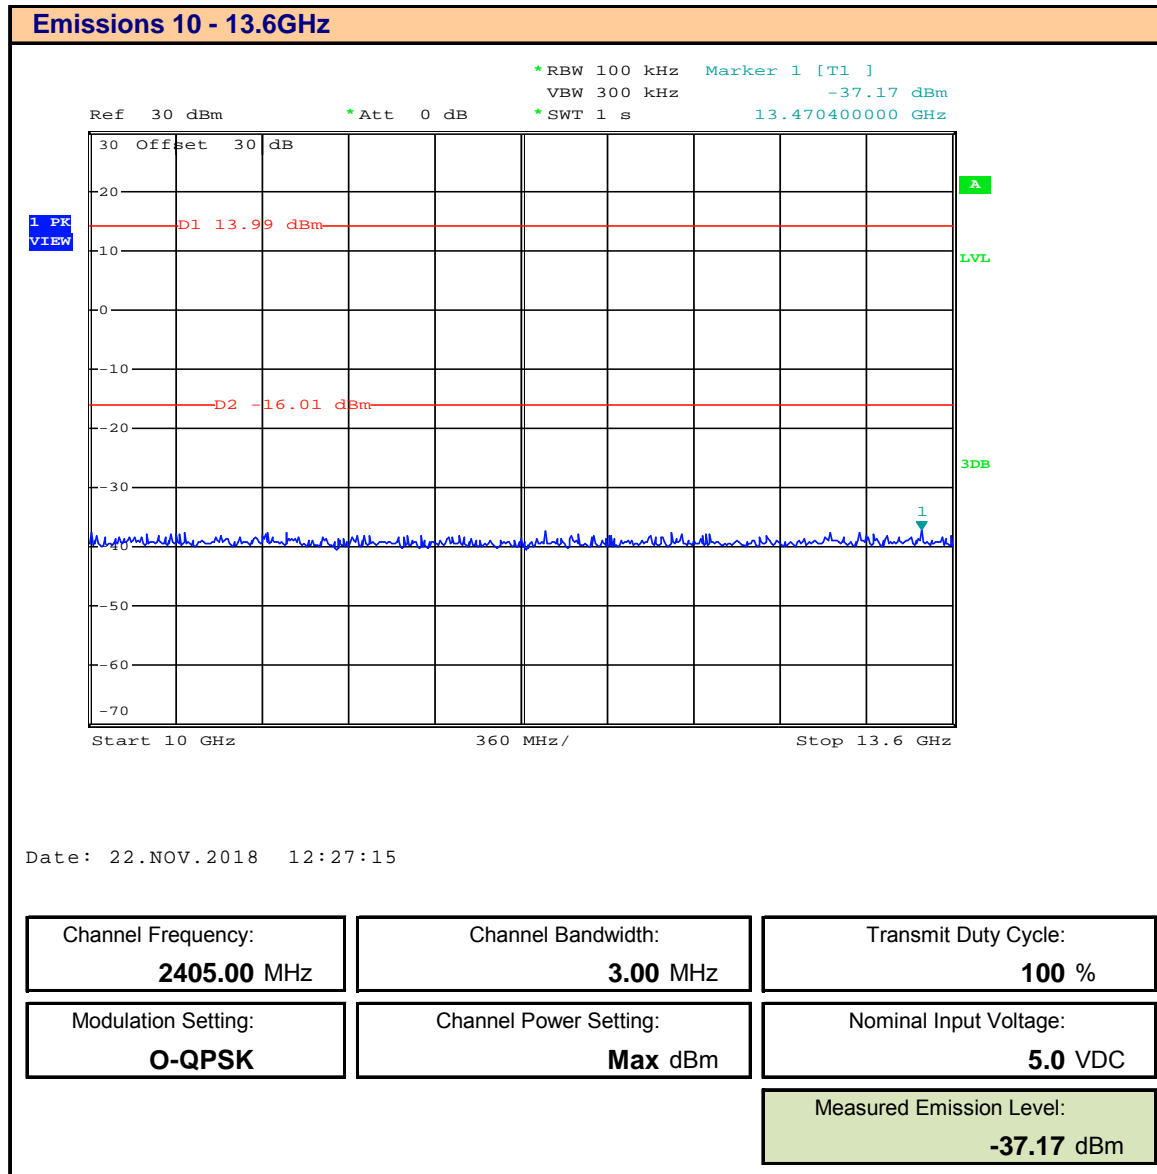 Emissions 10 - 13.6GHz
* RBW 100 kHz Marker 1 [T1 ]
VBW 300 kHz -37.17 dBm
Ref 30 dBm * Att 0 dB * SWT 1 s 13.470400000 GHz
30 Offset 30 dB
20
A
1 PK
VIEW
D1 13.99 dBm
10
LVL
0
-10
D2 -16.01 dBm
-20
3DB
-30
1
-40
-50
-60
-70
Start 10 GHz 360 MHz/ Stop 13.6 GHz
Date: 22.NOV.2018 12:27:15
Channel Frequency: Channel Bandwidth: Transmit Duty Cycle:
2405.00 MHz 3.00 MHz 100 %
Modulation Setting: Channel Power Setting: Nominal Input Voltage:
O-QPSK Max dBm 5.0 VDC
Measured Emission Level:
-37.17 dBm